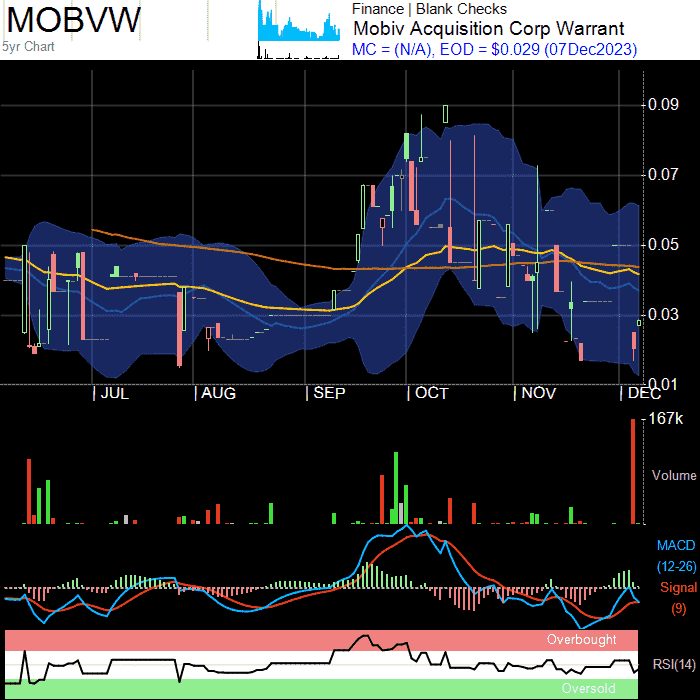 MOBVW
5yr Chart
Finance | Blank Checks
Mobiv Acquisition Corp Warrant
MC = (N/A), EOD = $0.029 (07Dec2023)
0.09
0.07
0.05
0.03
0.01
| JUL | AUG | SEP | OCT | NOV | DEC
167k
Volume
MACD
(12-26)
Signal
(9)
Overbought
RSI(14)
Oversold